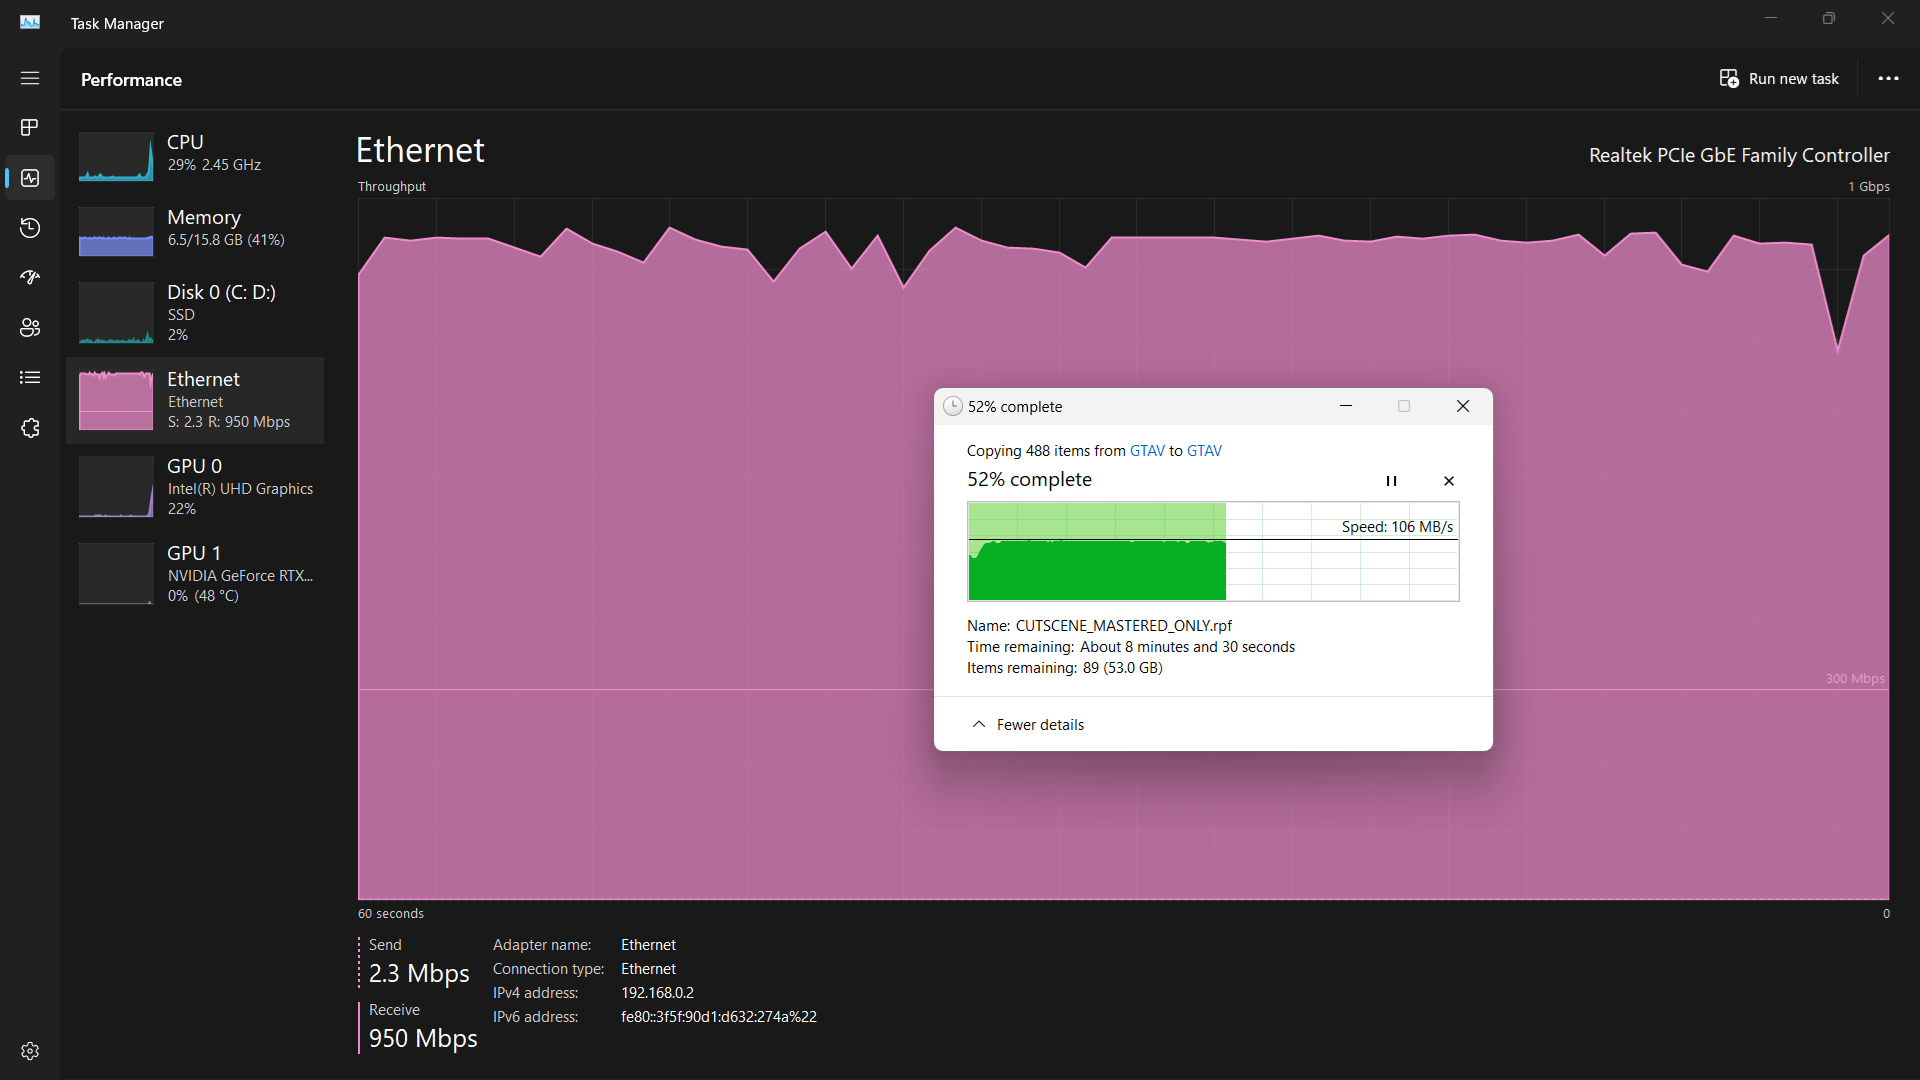 Task Manager
Performance
Run new task
CPU
29% 2.45 GHz
Memory
6.5/15.8 GB (41%)
Disk 0 (C: D:)
SSD
2%
Ethernet
Ethernet
S: 2.3 R: 950 Mbps
GPU 0
Intel(R) UHD Graphics
22%
GPU 1
NVIDIA GeForce RTX...
0% (48 °C)
Ethernet
Realtek PCIe GbE Family Controller
Throughput
1 Gbps
52% complete
Copying 488 items from GTAV to GTAV
52% complete
Speed: 106 MB/s
Name: CUTSCENE_MASTERED_ONLY.rpf
Time remaining: About 8 minutes and 30 seconds
Items remaining: 89 (53.0 GB)
Fewer details
300 Mbps
60 seconds
0
Send
2.3 Mbps
Receive
950 Mbps
Adapter name: Ethernet
Connection type: Ethernet
IPv4 address: 192.168.0.2
IPv6 address: fe80::3f5f:90d1:d632:274a%22